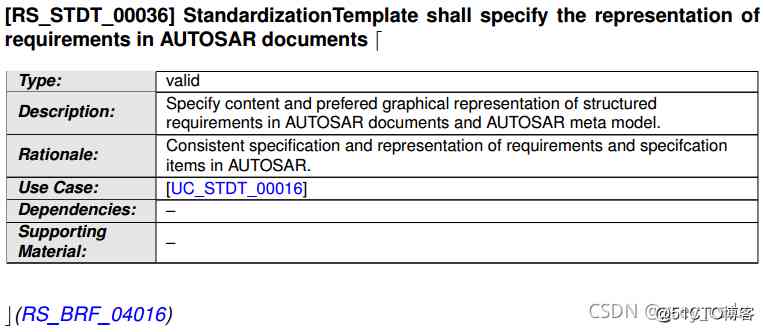 [RS_STDT_00036] StandardizationTemplate shall specify the representation of
requirements in AUTOSAR documents ⌈
Type: valid
Description: Specify content and prefered graphical representation of structured
requirements in AUTOSAR documents and AUTOSAR meta model.
Rationale: Consistent specification and representation of requirements and specifcation
items in AUTOSAR.
Use Case: [UC_STDT_00016]
Dependencies: –
Supporting
Material: –
⌋(RS_BRF_04016)
CSDN
@51CTO博客